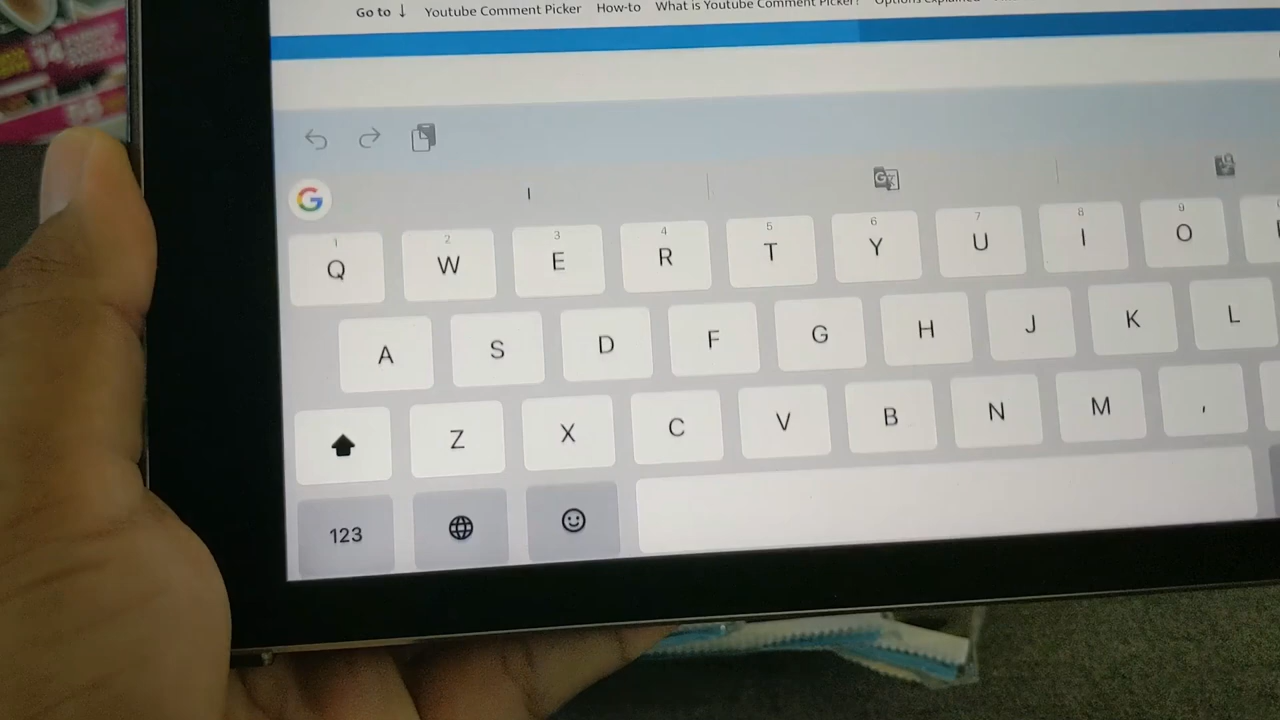 Go to ↓ Youtube Comment Picker How-to What is Youtube Comment Picker? Options
G I G
1 2 3 4 5 6 7 8 9
Q W E R T Y U I O
A S D F G H J K L
Z X C V B N M ,
123